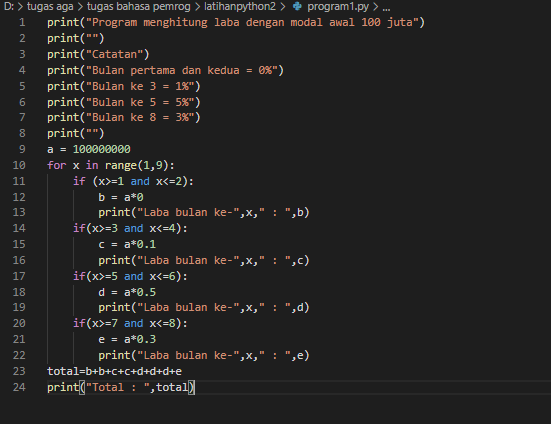 D: > tugas aga > tugas bahasa pemrog > latihanpython2 > program1.py > ...
1 print("Program menghitung laba dengan modal awal 100 juta")
2 print("")
3 print("Catatan")
4 print("Bulan pertama dan kedua = 0%")
5 print("Bulan ke 3 = 1%")
6 print("Bulan ke 5 = 5%")
7 print("Bulan ke 8 = 3%")
8 print("")
9 a = 100000000
10 for x in range(1,9):
11     if (x>=1 and x<=2):
12         b = a*0
13         print("Laba bulan ke-",x," : ",b)
14     if(x>=3 and x<=4):
15         c = a*0.1
16         print("Laba bulan ke-",x," : ",c)
17     if(x>=5 and x<=6):
18         d = a*0.5
19         print("Laba bulan ke-",x," : ",d)
20     if(x>=7 and x<=8):
21         e = a*0.3
22         print("Laba bulan ke-",x," : ",e)
23 total=b+b+c+c+d+d+d+e
24 print("Total : ",total)